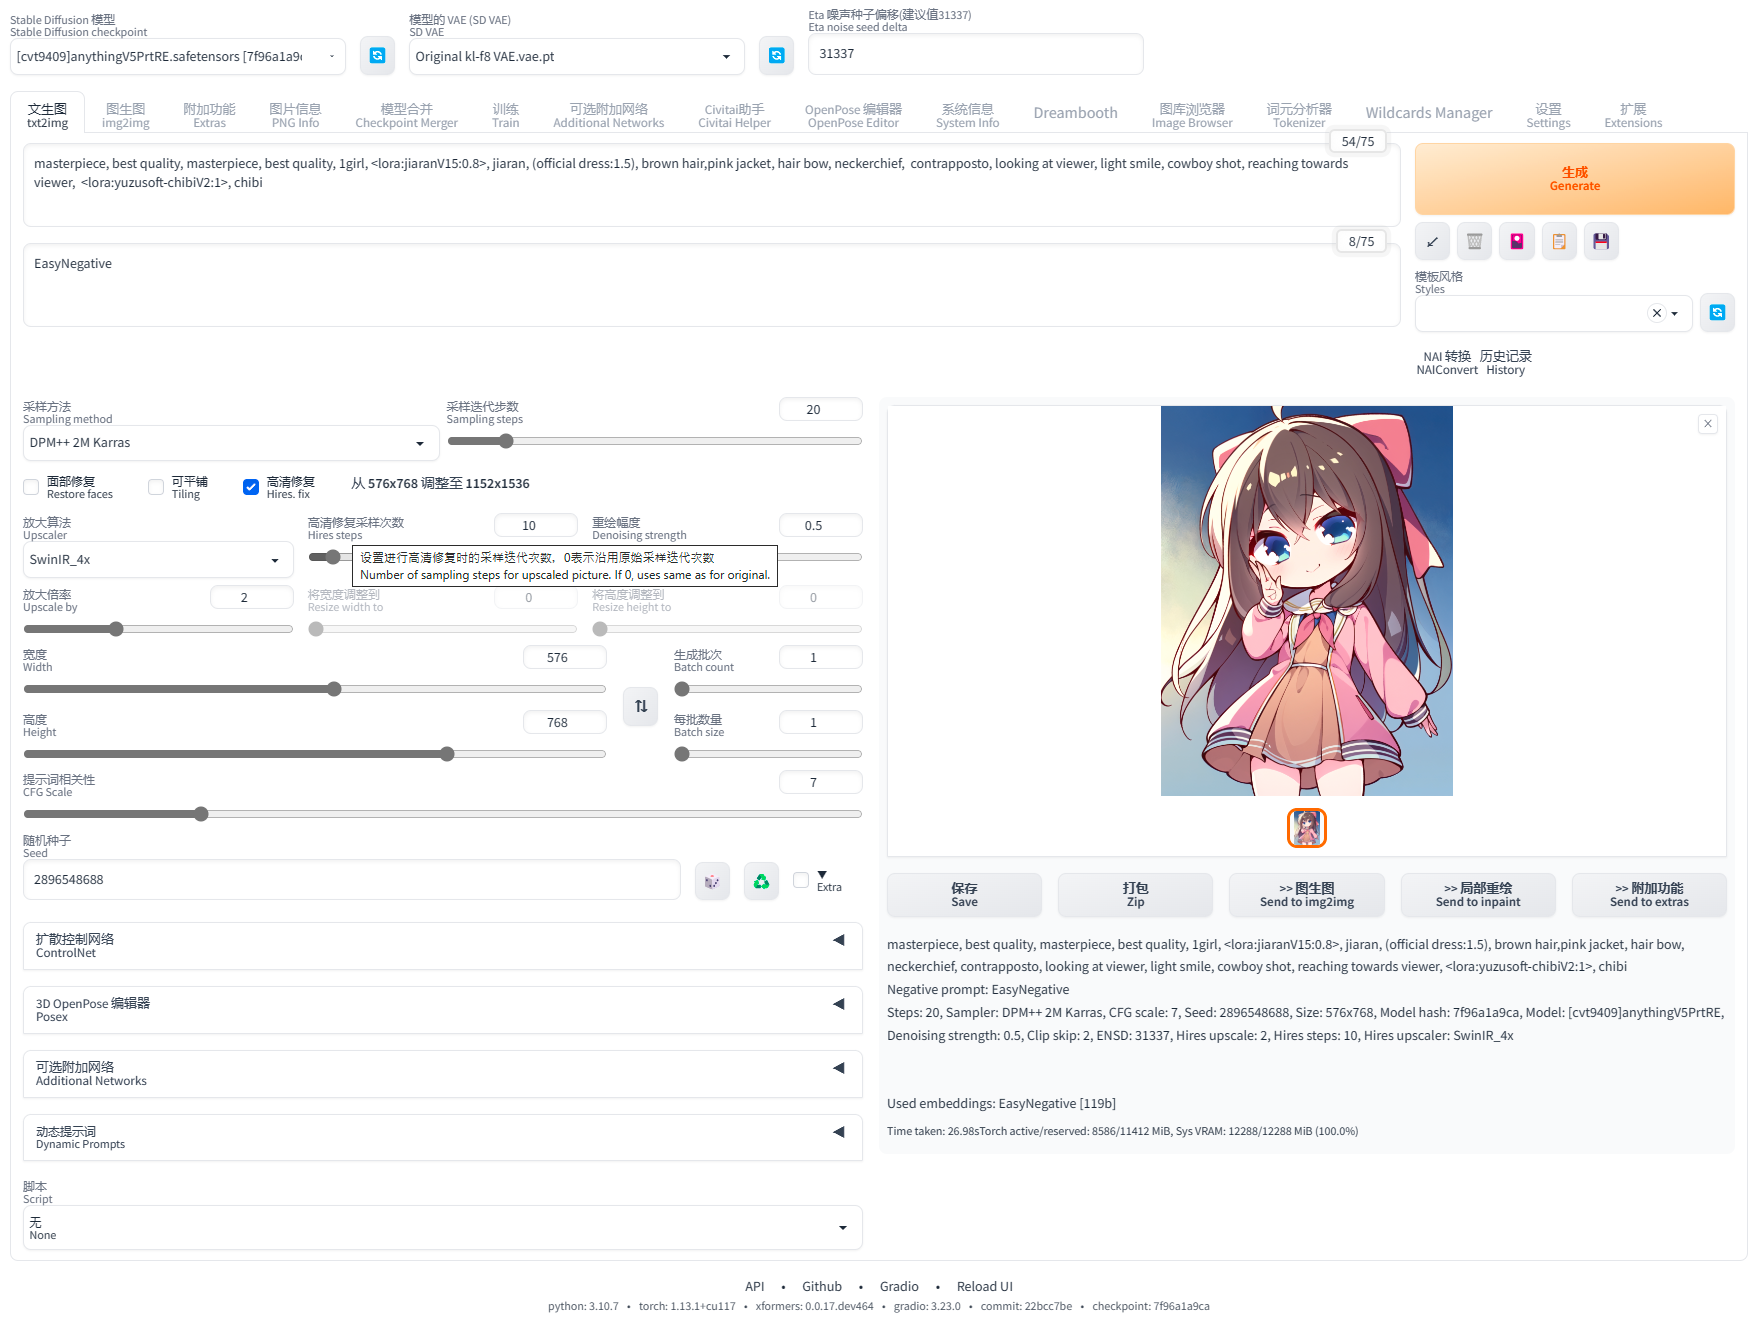 Stable Diffusion 模型
Stable Diffusion checkpoint
[cvt9409]anythingV5PrtRE.safetensors [7f96a1a9c
模型的 VAE (SD VAE)
SD VAE
Original kl-f8 VAE.vae.pt
Eta 噪声种子偏移(建议值31337)
Eta noise seed delta
31337
文生图
txt2img
图生图
img2img
附加功能
Extras
图片信息
PNG Info
模型合并
Checkpoint Merger
训练
Train
可选附加网络
Additional Networks
Civitai助手
Civitai Helper
OpenPose 编辑器
OpenPose Editor
系统信息
System Info
Dreambooth
图库浏览器
Image Browser
词元分析器
Tokenizer
Wildcards Manager
设置
Settings
扩展
Extensions
54/75
masterpiece, best quality, masterpiece, best quality, 1girl, <lora:jiaranV15:0.8>, jiaran, (official dress:1.5), brown hair,pink jacket, hair bow, neckerchief,  contrapposto, looking at viewer, light smile, cowboy shot, reaching towards
viewer,  <lora:yuzusoft-chibiV2:1>, chibi
生成
Generate
8/75
EasyNegative
模板风格
Styles
NAI 转换
NAIConvert
历史记录
History
采样方法
Sampling method
DPM++ 2M Karras
采样迭代步数
Sampling steps
20
面部修复
Restore faces
可平铺
Tiling
高清修复
Hires. fix
从 576x768 调整至 1152x1536
放大算法
Upscaler
SwinIR_4x
高清修复采样次数
Hires steps
10
重绘幅度
Denoising strength
0.5
设置进行高清修复时的采样迭代次数，0表示沿用原始采样迭代次数
Number of sampling steps for upscaled picture. If 0, uses same as for original.
放大倍率
Upscale by
2
将宽度调整到
Resize width to
0
将高度调整到
Resize height to
0
宽度
Width
576
生成批次
Batch count
1
高度
Height
768
每批数量
Batch size
1
提示词相关性
CFG Scale
7
随机种子
Seed
2896548688
Extra
扩散控制网络
ControlNet
3D OpenPose 编辑器
Posex
可选附加网络
Additional Networks
动态提示词
Dynamic Prompts
脚本
Script
无
None
保存
Save
打包
Zip
>> 图生图
Send to img2img
>> 局部重绘
Send to inpaint
>> 附加功能
Send to extras
masterpiece, best quality, masterpiece, best quality, 1girl, <lora:jiaranV15:0.8>, jiaran, (official dress:1.5), brown hair,pink jacket, hair bow,
neckerchief, contrapposto, looking at viewer, light smile, cowboy shot, reaching towards viewer, <lora:yuzusoft-chibiV2:1>, chibi
Negative prompt: EasyNegative
Steps: 20, Sampler: DPM++ 2M Karras, CFG scale: 7, Seed: 2896548688, Size: 576x768, Model hash: 7f96a1a9ca, Model: [cvt9409]anythingV5PrtRE,
Denoising strength: 0.5, Clip skip: 2, ENSD: 31337, Hires upscale: 2, Hires steps: 10, Hires upscaler: SwinIR_4x
Used embeddings: EasyNegative [119b]
Time taken: 26.98sTorch active/reserved: 8586/11412 MiB, Sys VRAM: 12288/12288 MiB (100.0%)
API • Github • Gradio • Reload UI
python: 3.10.7 • torch: 1.13.1+cu117 • xformers: 0.0.17.dev464 • gradio: 3.23.0 • commit: 22bcc7be • checkpoint: 7f96a1a9ca